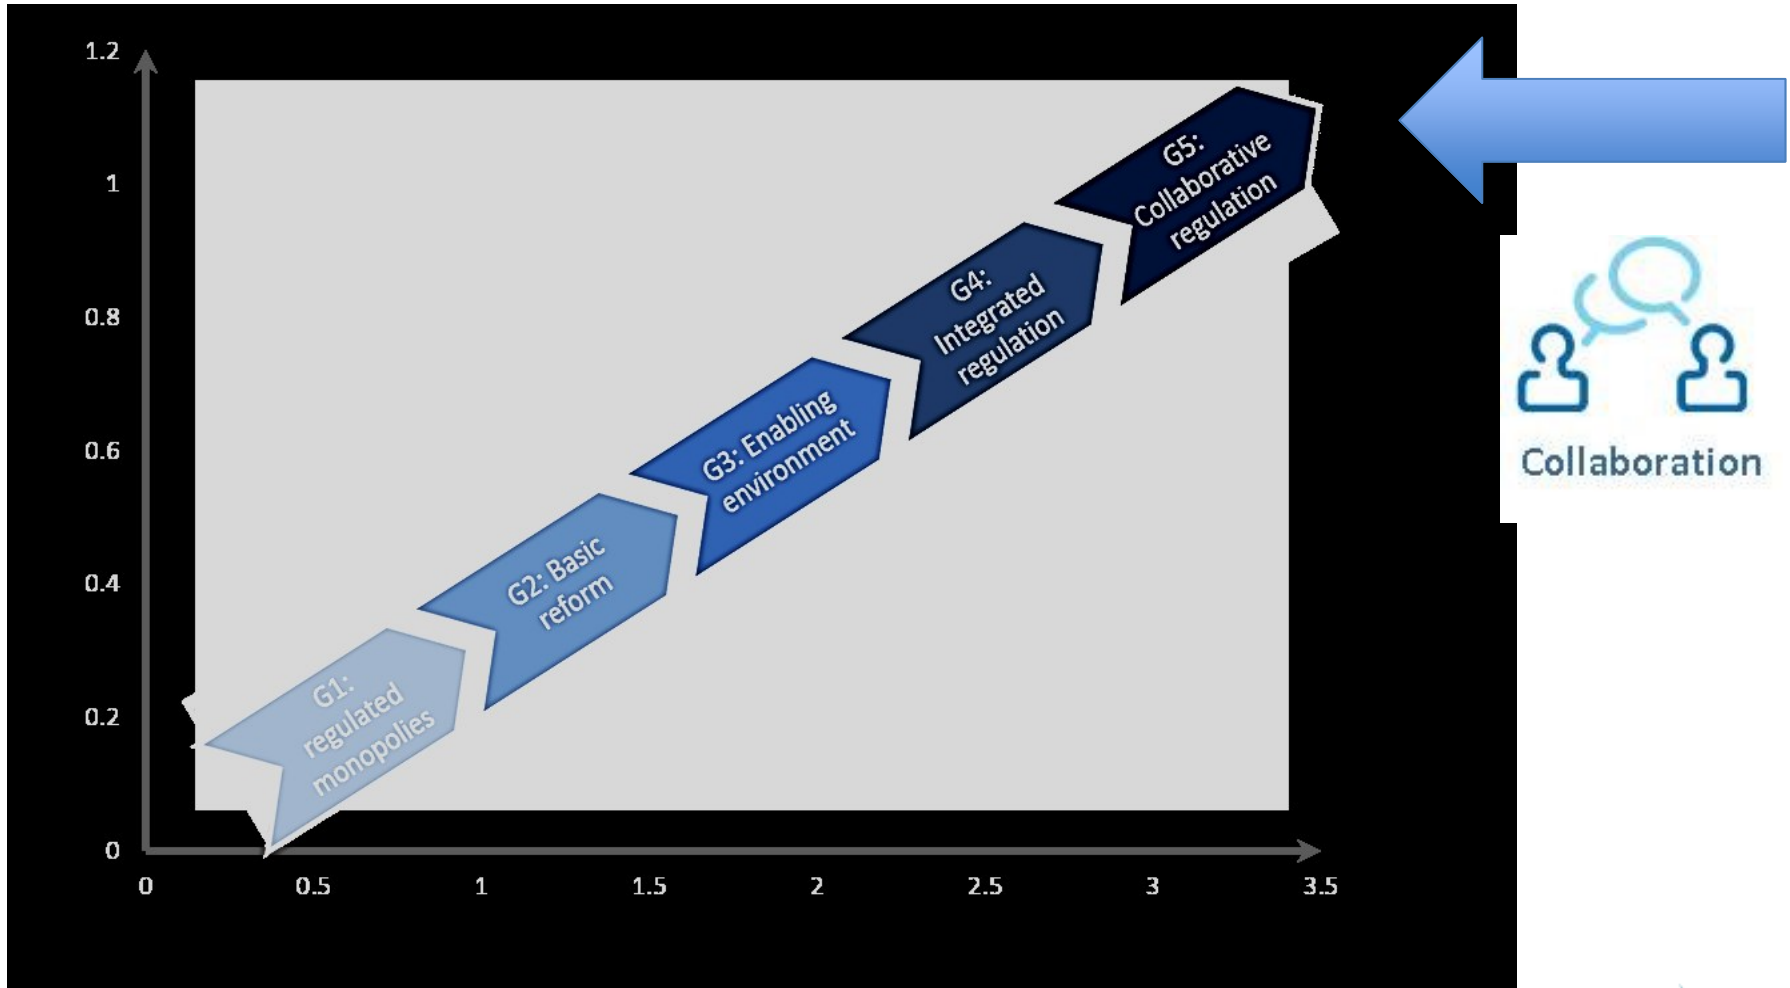 1.2
1
0.8
0.6
0.4
0.2
0
0
0.5
1
1.5
2
2.5
3
3.5
G1:
regulated
monopolies
G2: Basic
reform
G3: Enabling
environment
G4:
Integrated
regulation
G5:
Collaborative
regulation
Collaboration